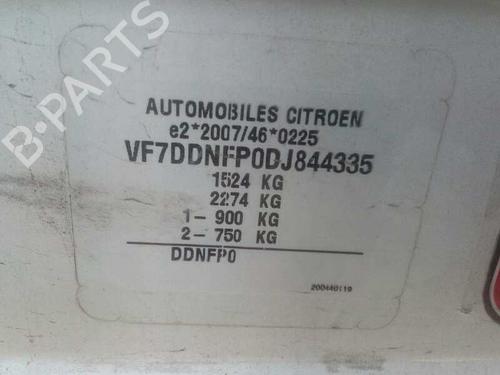 B-PARTS
AUTOMOBILES CITROEN
e2*2007/46*0225
VF7DDNFP0DJ844335
1524 KG
2274 KG
1- 900 KG
2- 750 KG
DDNFP0
200440119